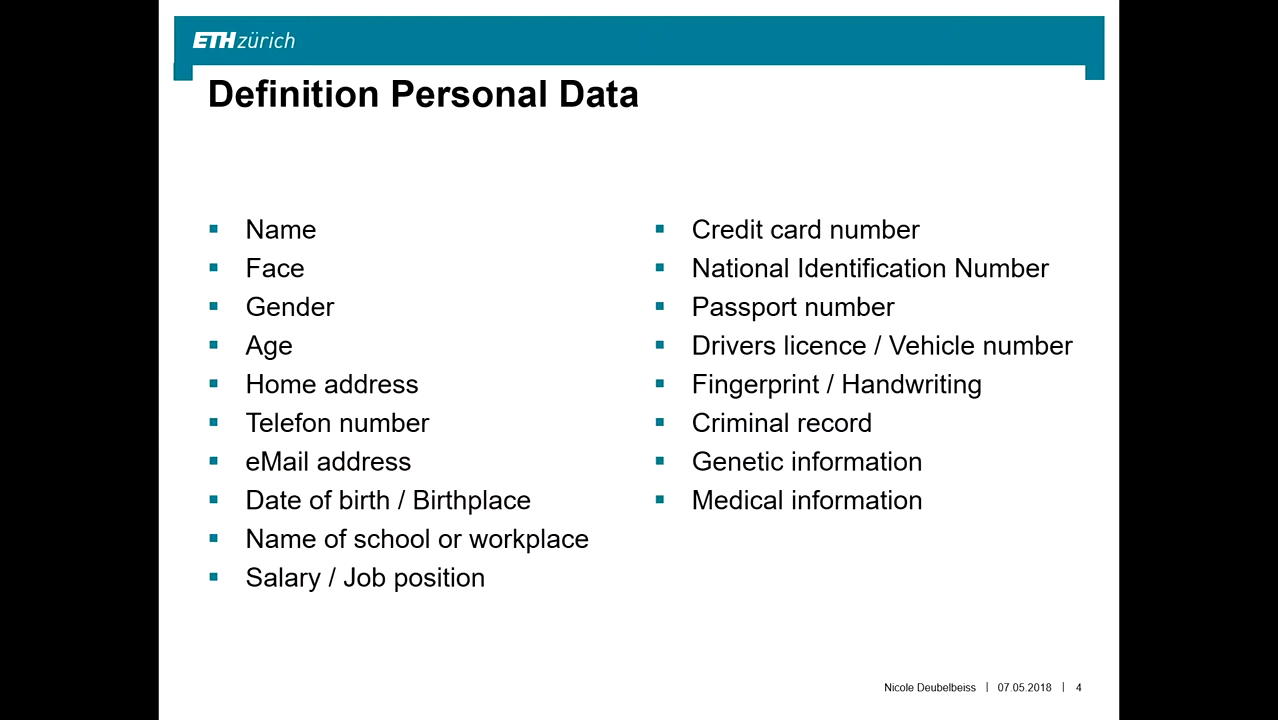 ETH zürich
Definition Personal Data
Name
Face
Gender
Age
Home address
Telefon number
eMail address
Date of birth / Birthplace
Name of school or workplace
Salary / Job position
Credit card number
National Identification Number
Passport number
Drivers licence / Vehicle number
Fingerprint / Handwriting
Criminal record
Genetic information
Medical information
Nicole Deubelbeiss | 07.05.2018 | 4